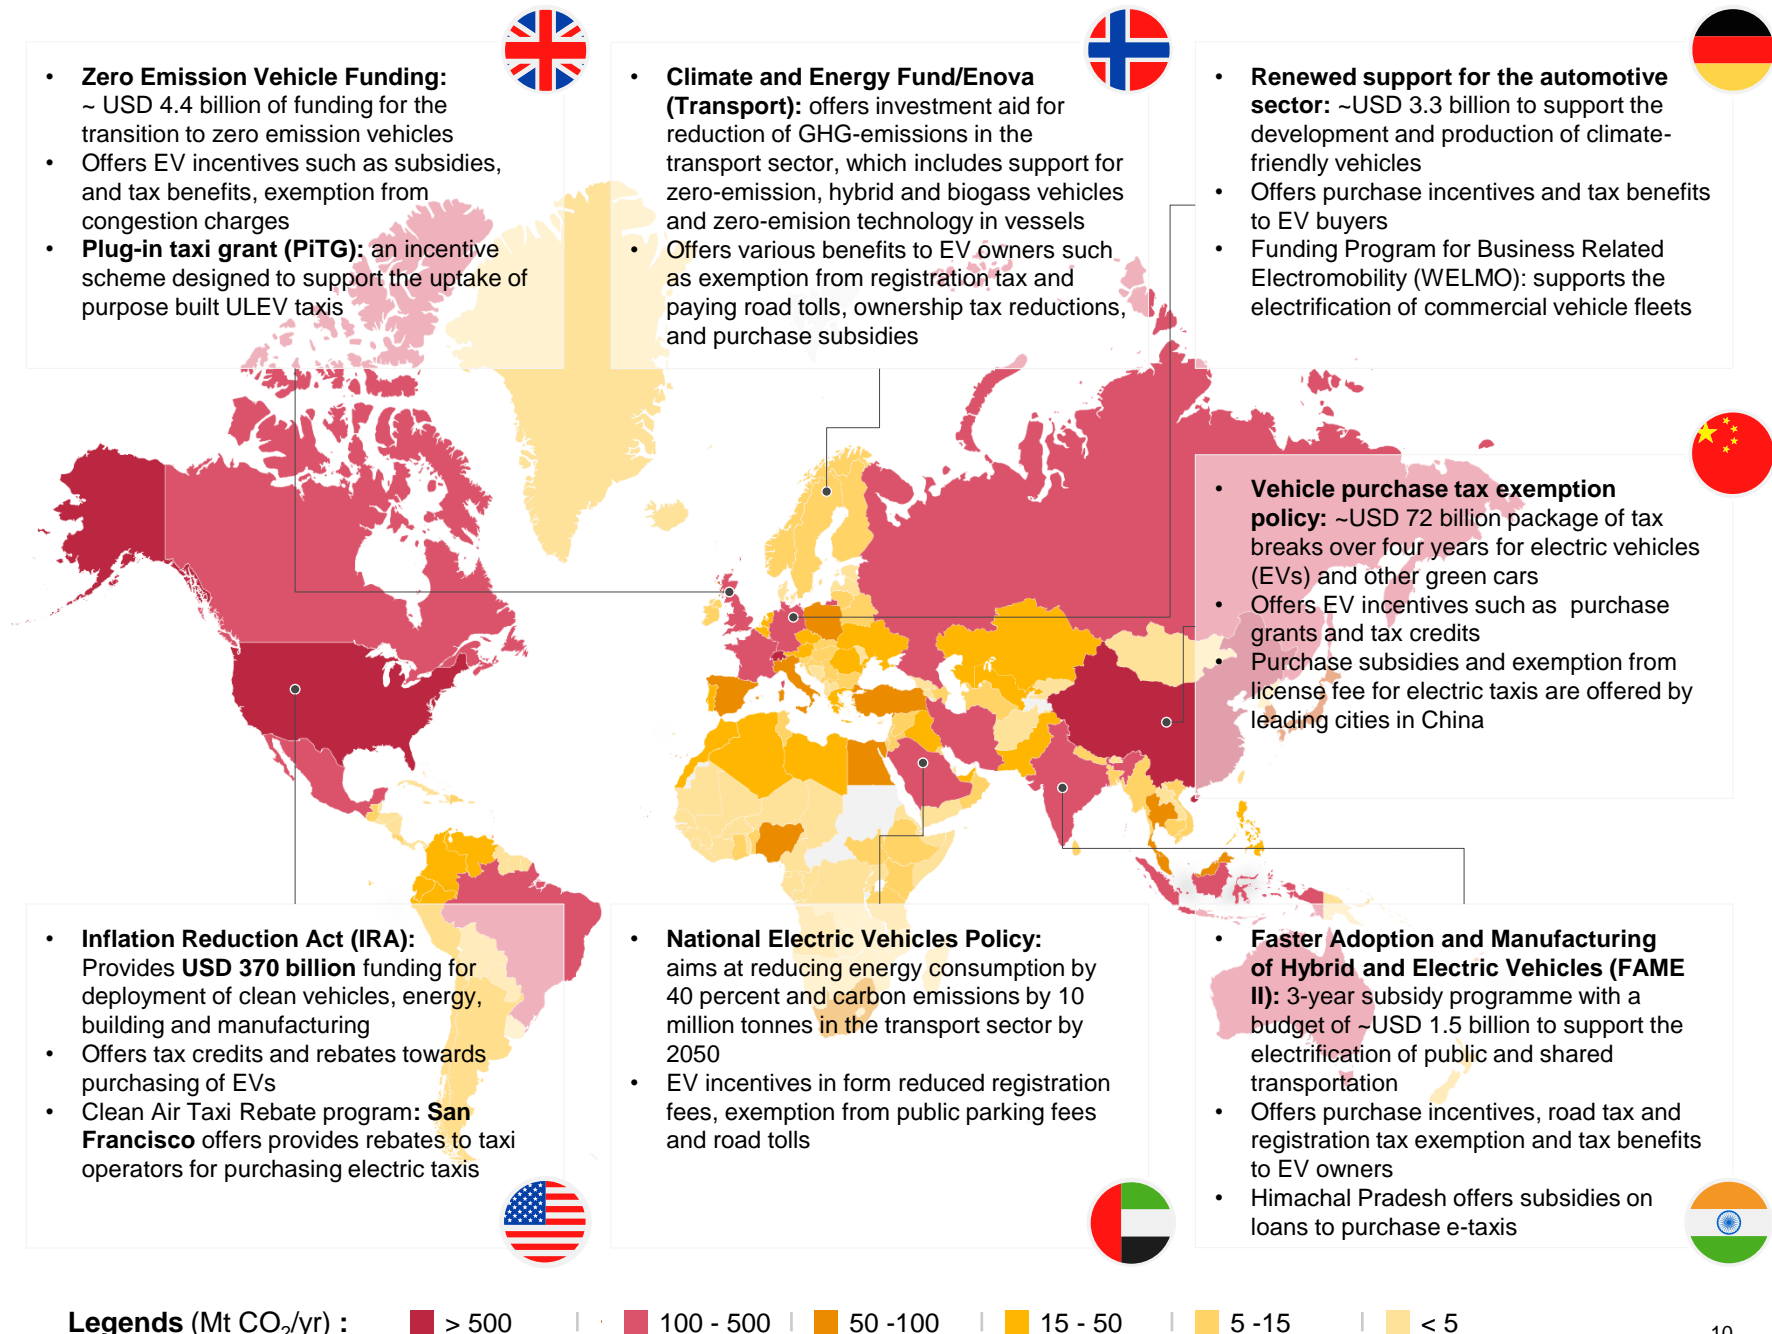 • Zero Emission Vehicle Funding:
~ USD 4.4 billion of funding for the
transition to zero emission vehicles
• Offers EV incentives such as subsidies,
and tax benefits, exemption from
congestion charges
• Plug-in taxi grant (PiTG): an incentive
scheme designed to support the uptake of
purpose built ULEV taxis
• Climate and Energy Fund/Enova
(Transport): offers investment aid for
reduction of GHG-emissions in the
transport sector, which includes support for
zero-emission, hybrid and biogass vehicles
and zero-emision technology in vessels
• Offers various benefits to EV owners such
as exemption from registration tax and
paying road tolls, ownership tax reductions,
and purchase subsidies
• Renewed support for the automotive
sector: ~USD 3.3 billion to support the
development and production of climate-
friendly vehicles
• Offers purchase incentives and tax benefits
to EV buyers
• Funding Program for Business Related
Electromobility (WELMO): supports the
electrification of commercial vehicle fleets
• Vehicle purchase tax exemption
policy: ~USD 72 billion package of tax
breaks over four years for electric vehicles
(EVs) and other green cars
• Offers EV incentives such as purchase
grants and tax credits
• Purchase subsidies and exemption from
license fee for electric taxis are offered by
leading cities in China
• Inflation Reduction Act (IRA):
Provides USD 370 billion funding for
deployment of clean vehicles, energy,
building and manufacturing
• Offers tax credits and rebates towards
purchasing of EVs
• Clean Air Taxi Rebate program: San
Francisco offers provides rebates to taxi
operators for purchasing electric taxis
• National Electric Vehicles Policy:
aims at reducing energy consumption by
40 percent and carbon emissions by 10
million tonnes in the transport sector by
2050
• EV incentives in form reduced registration
fees, exemption from public parking fees
and road tolls
• Faster Adoption and Manufacturing
of Hybrid and Electric Vehicles (FAME
II): 3-year subsidy programme with a
budget of ~USD 1.5 billion to support the
electrification of public and shared
transportation
• Offers purchase incentives, road tax and
registration tax exemption and tax benefits
to EV owners
• Himachal Pradesh offers subsidies on
loans to purchase e-taxis
Legends (Mt CO₂/yr) : > 500 | 100 - 500 | 50 -100 | 15 - 50 | 5 -15 | < 5
10